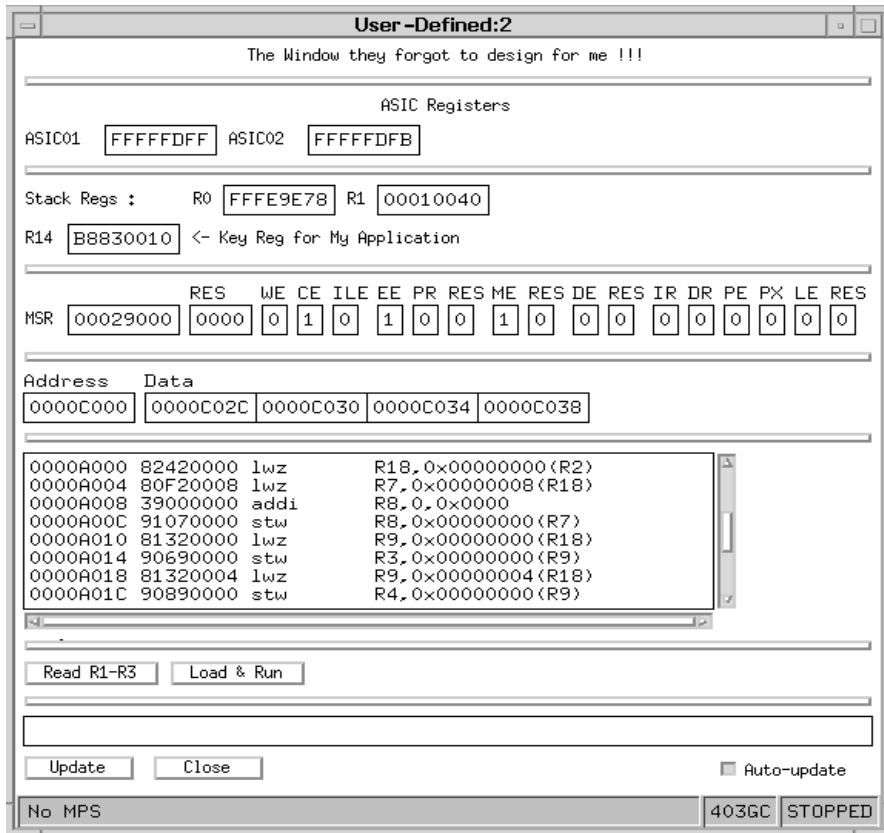 User-Defined:2
The Window they forgot to design for me !!!
ASIC Registers
ASIC01 FFFFFDFF ASIC02 FFFFFDFB
Stack Regs : R0 FFFE9E78 R1 00010040
R14 B8830010 <- Key Reg for My Application
RES WE CE ILE EE PR RES ME RES DE RES IR DR PE PX LE RES
MSR 00029000 0000 0 1 0 1 0 0 1 0 0 0 0 0 0 0 0 0
Address Data
0000C000 0000C02C 0000C030 0000C034 0000C038
0000A000 82420000 lwz R18,0x00000000(R2)
0000A004 80F20008 lwz R7,0x00000008(R18)
0000A008 39000000 addi R8,0,0x0000
0000A00C 91070000 stw R8,0x00000000(R7)
0000A010 81320000 lwz R9,0x00000000(R18)
0000A014 90690000 stw R3,0x00000000(R9)
0000A018 81320004 lwz R9,0x00000004(R18)
0000A01C 90890000 stw R4,0x00000000(R9)
Read R1-R3 Load & Run
Update Close Auto-update
No MPS 403GC STOPPED